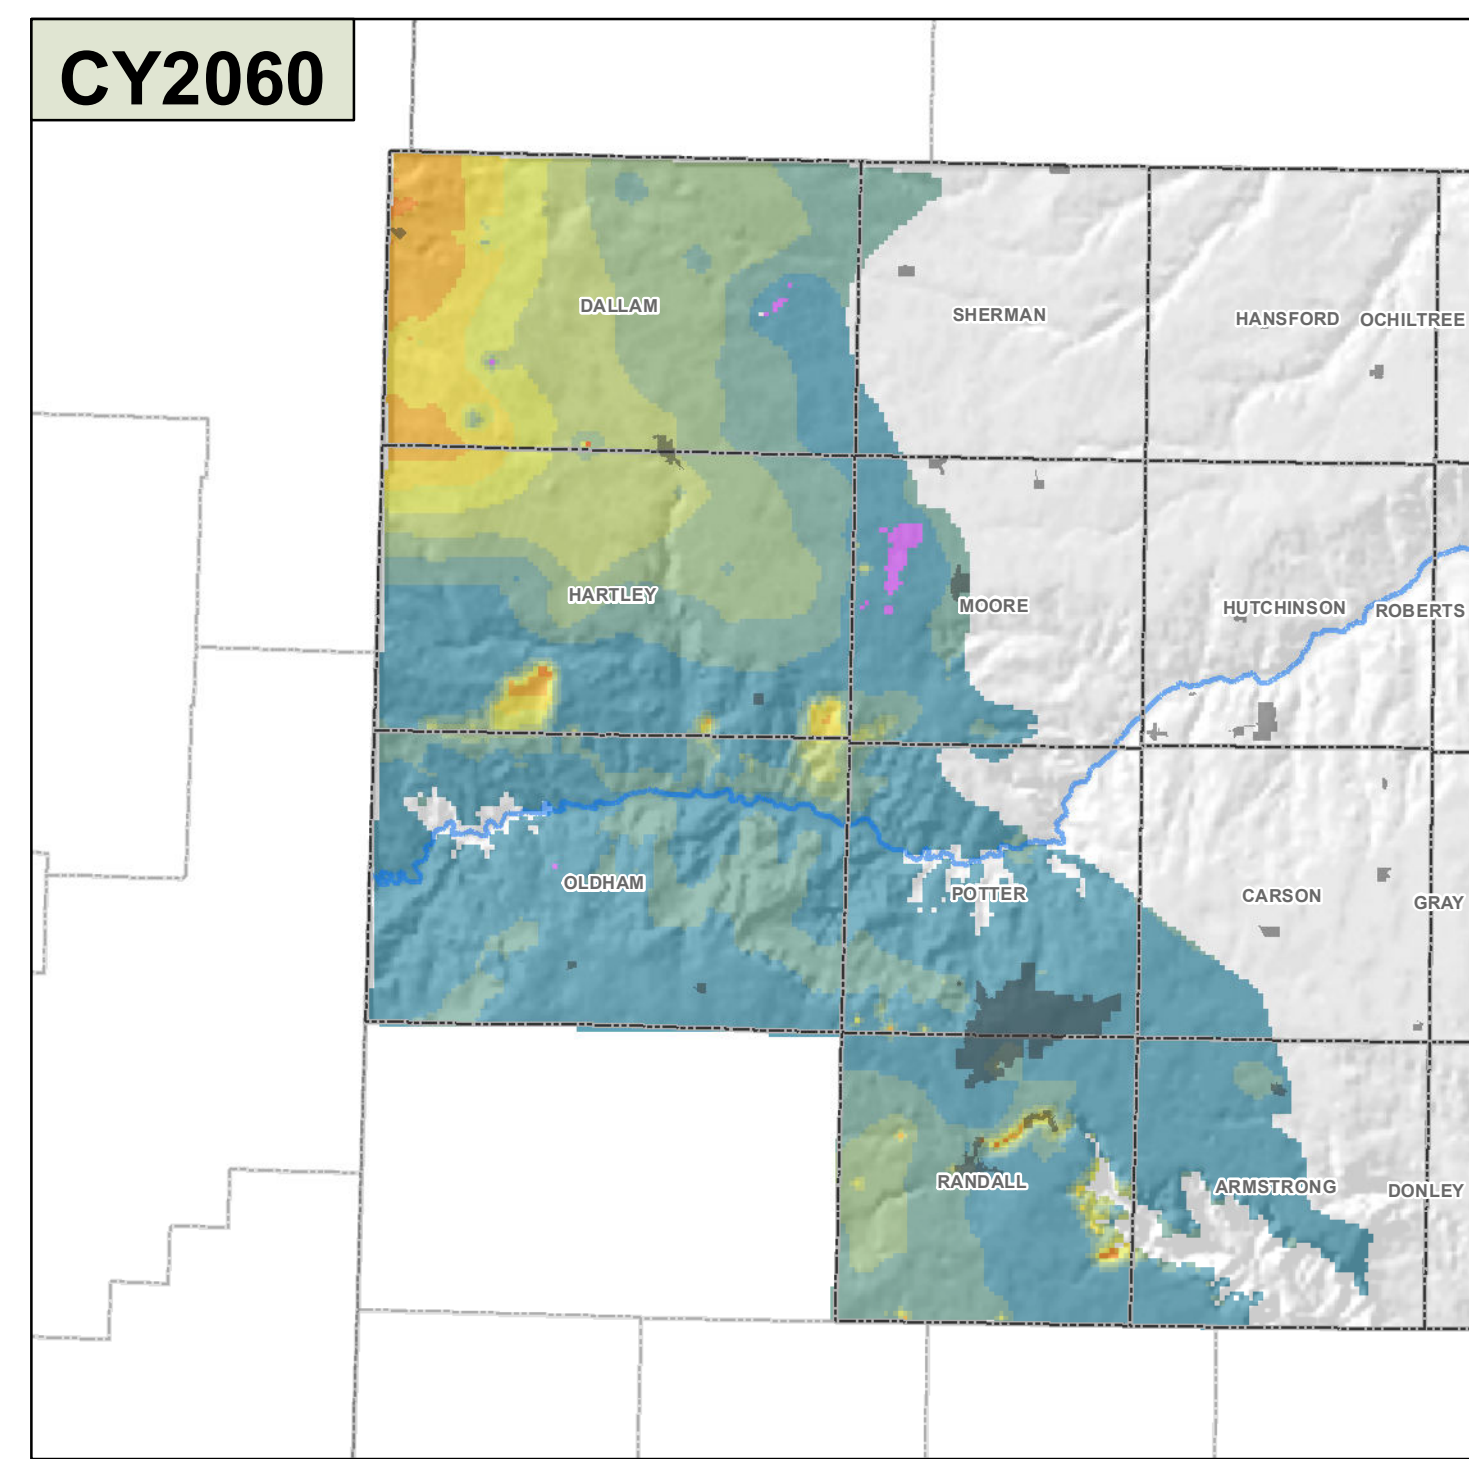 CY2060
DALLAM
SHERMAN
HANSFORD
OCHILTREE
HARTLEY
MOORE
HUTCHINSON
ROBERTS
OLDHAM
POTTER
CARSON
GRAY
RANDALL
ARMSTRONG
DONLEY